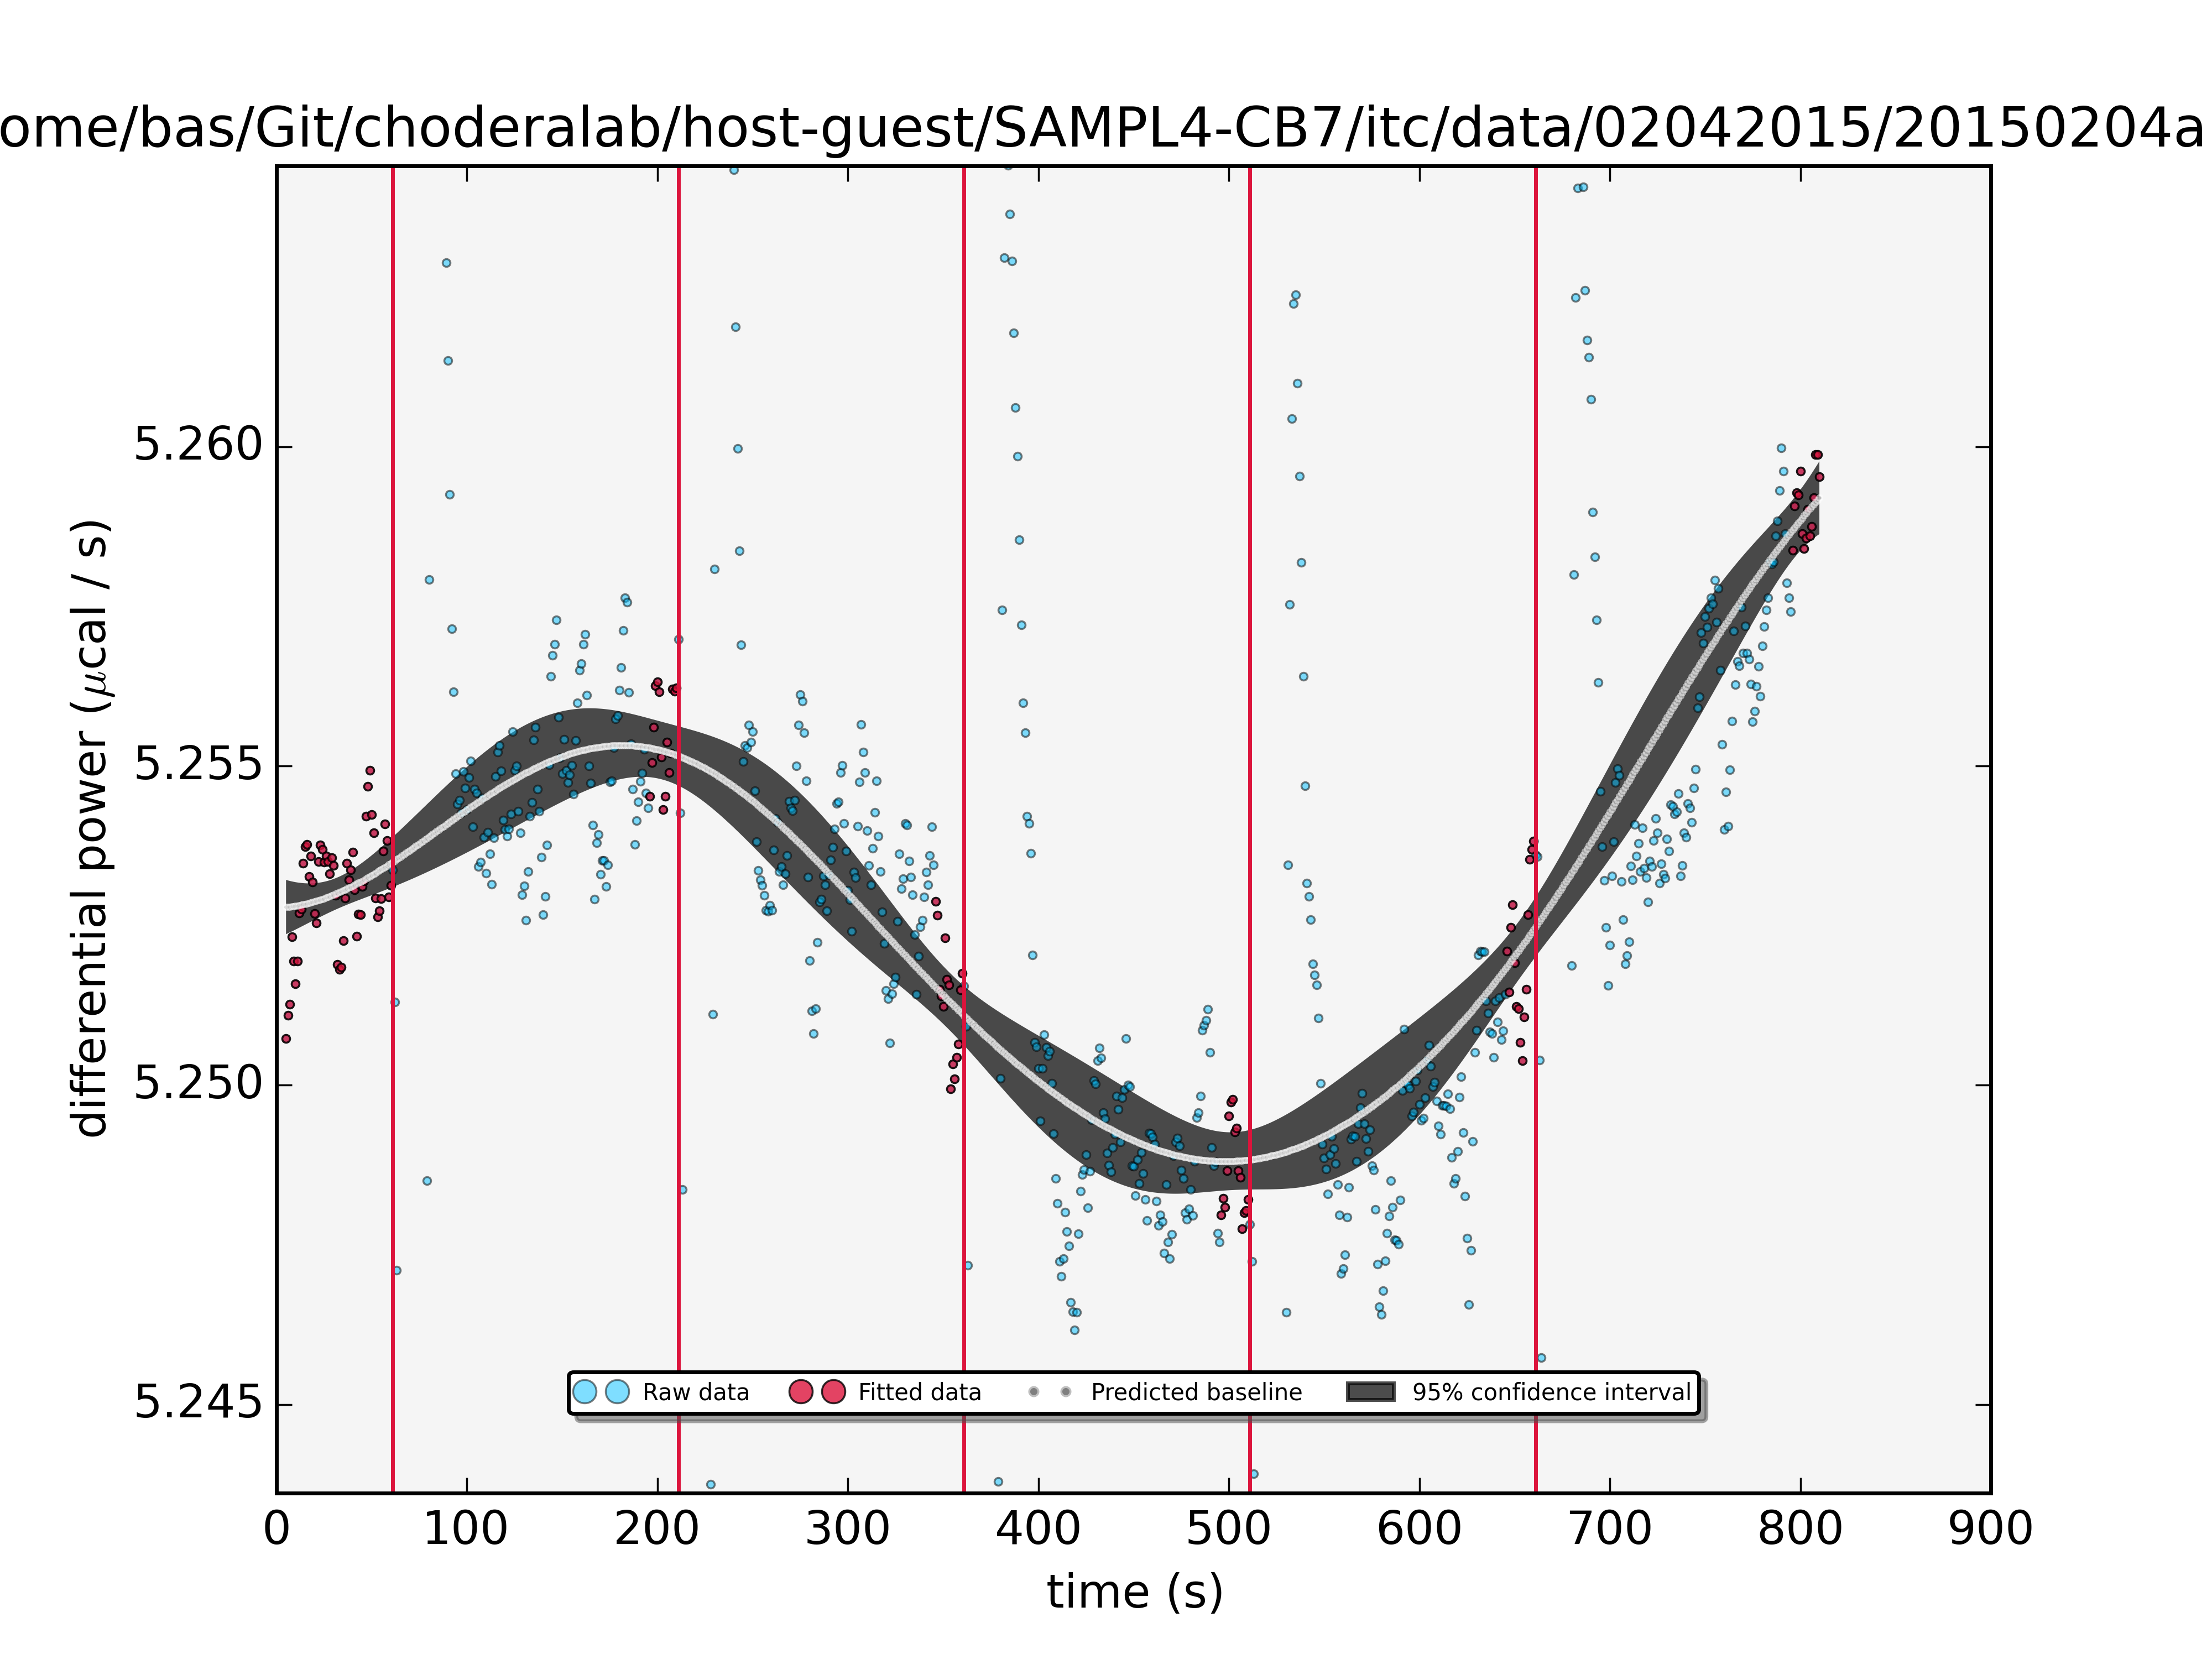 ome/bas/Git/choderalab/host-guest/SAMPL4-CB7/itc/data/02042015/20150204a
5.260
5.255
5.250
5.245
differential power (μcal / s)
Raw data Fitted data Predicted baseline 95% confidence interval
0 100 200 300 400 500 600 700 800 900
time (s)